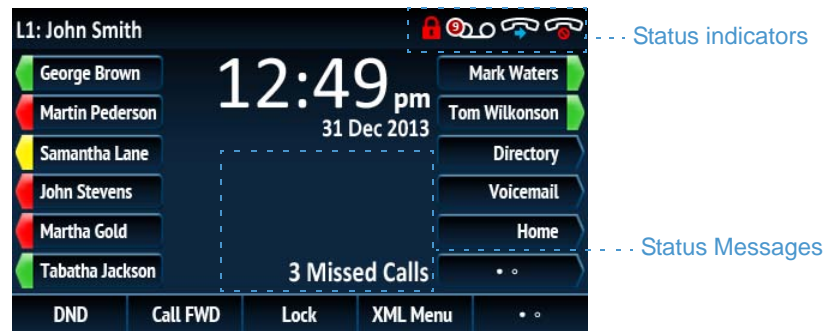 L1: John Smith
9
Status indicators
George Brown
12:49 pm
Mark Waters
Martin Pederson
31 Dec 2013
Tom Wilkonson
Samantha Lane
Directory
John Stevens
Voicemail
Martha Gold
Home
Status Messages
Tabatha Jackson
3 Missed Calls
DND
Call FWD
Lock
XML Menu